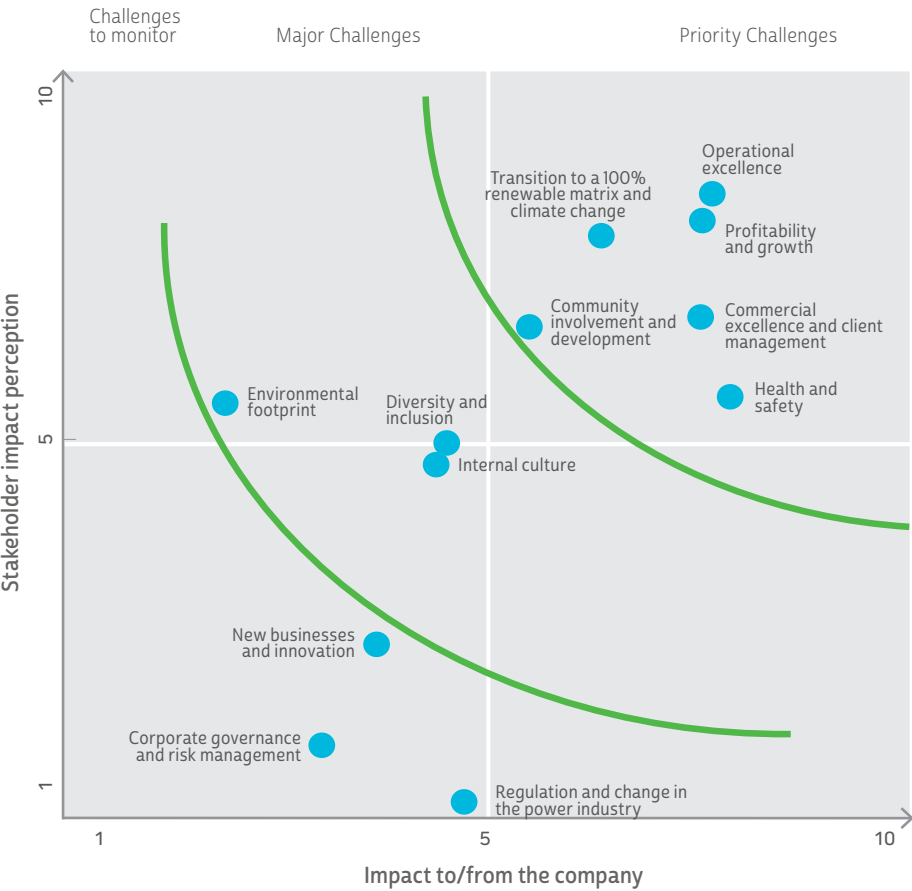 Challenges
to monitor
Major Challenges
Priority Challenges
10
5
1
Stakeholder impact perception
Operational
excellence
Transition to a 100%
renewable matrix and
climate change
Profitability
and growth
Community
involvement and
development
Commercial
excellence and client
management
Health and
safety
Environmental
footprint
Diversity and
inclusion
Internal culture
New businesses
and innovation
Corporate governance
and risk management
Regulation and change in
the power industry
1
5
10
Impact to/from the company